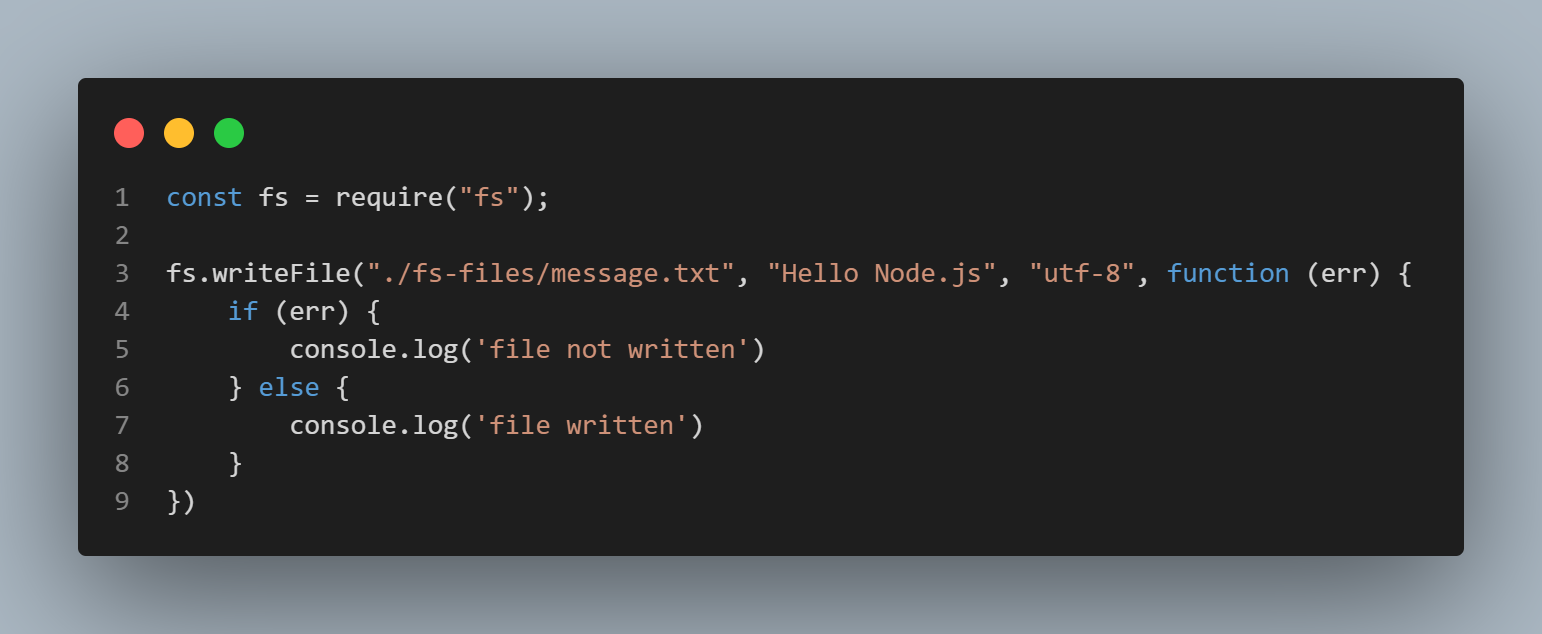 1 const fs = require("fs");
2
3 fs.writeFile("./fs-files/message.txt", "Hello Node.js", "utf-8", function (err) {
4     if (err) {
5         console.log('file not written')
6     } else {
7         console.log('file written')
8     }
9 })